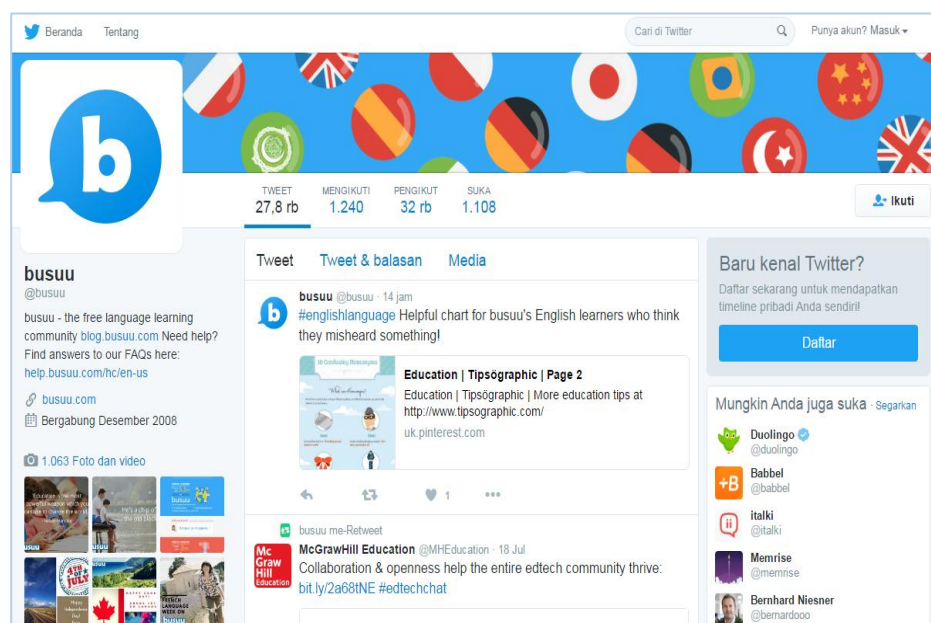 Beranda Tentang
Cari di Twitter
Punya akun? Masuk
b
TWEET MENGIKUTI PENGIKUT SUKA
27,8 rb 1.240 32 rb 1.108
Ikuti
busuu
@busuu
busuu - the free language learning
community blog.busuu.com Need help?
Find answers to our FAQs here:
help.busuu.com/hc/en-us
busuu.com
Bergabung Desember 2008
1.063 Foto dan video
Tweet Tweet & balasan Media
b
busuu @busuu · 14 jam
#englishlanguage Helpful chart for busuu's English learners who think
they misheard something!
Education | Tipsögraphic | Page 2
Education | Tipsögraphic | More education tips at
http://www.tipsographic.com/
uk.pinterest.com
1
busuu me-Retweet
Mc
Graw
Hill
Education
McGrawHill Education @MHEducation · 18 Jul
Collaboration & openness help the entire edtech community thrive:
bit.ly/2a68tNE #edtechchat
Baru kenal Twitter?
Daftar sekarang untuk mendapatkan
timeline pribadi Anda sendiri!
Daftar
Mungkin Anda juga suka · Segarkan
Duolingo
@duolingo
+B
Babbel
@babbel
italki
@italki
Memrise
@memrise
Bernhard Niesner
@bernardooo